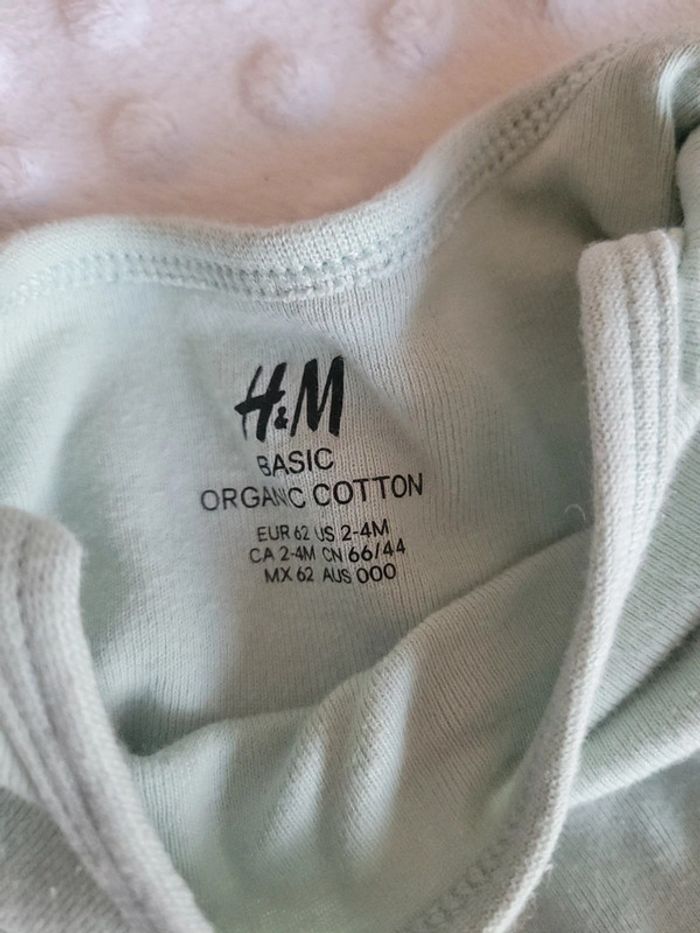 H&M
BASIC
ORGANIC COTTON
EUR 62 US 2-4M
CA 2-4M CN 66/44
MX 62 AUS 000